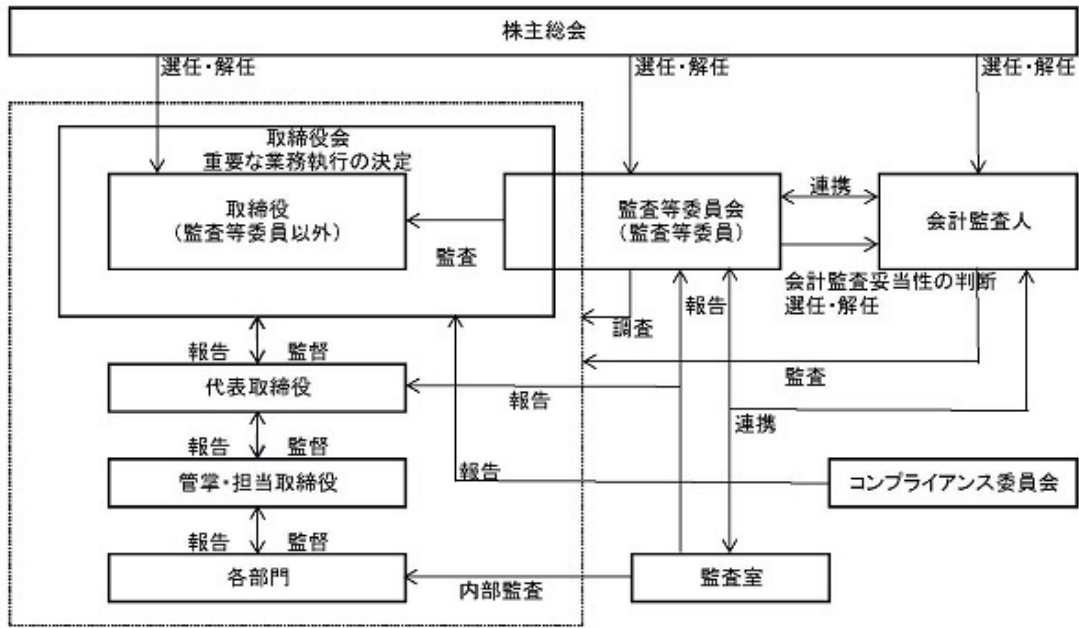 株主総会
選任・解任
選任・解任
選任・解任
取締役会
重要な業務執行の決定
取締役
(監査等委員以外)
監査
監査等委員会
(監査等委員)
連携
会計監査人
会計監査妥当性の判断
選任・解任
調査
報告
監査
報告
監督
代表取締役
報告
連携
報告
監督
管掌・担当取締役
報告
コンプライアンス委員会
報告
監督
各部門
内部監査
監査室